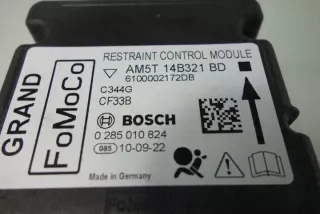 RESTRAINT CONTROL MODULE
AM5T 14B321 BD
6100002172DB
C344G
CF33B
BOSCH
0 285 010 824
085 10-09-22
Made in Germany
GRAND
FoMoCo